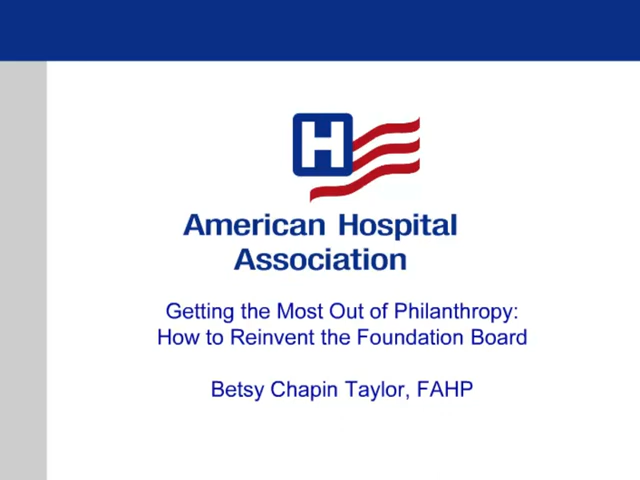 H
American Hospital
Association
Getting the Most Out of Philanthropy:
How to Reinvent the Foundation Board
Betsy Chapin Taylor, FAHP